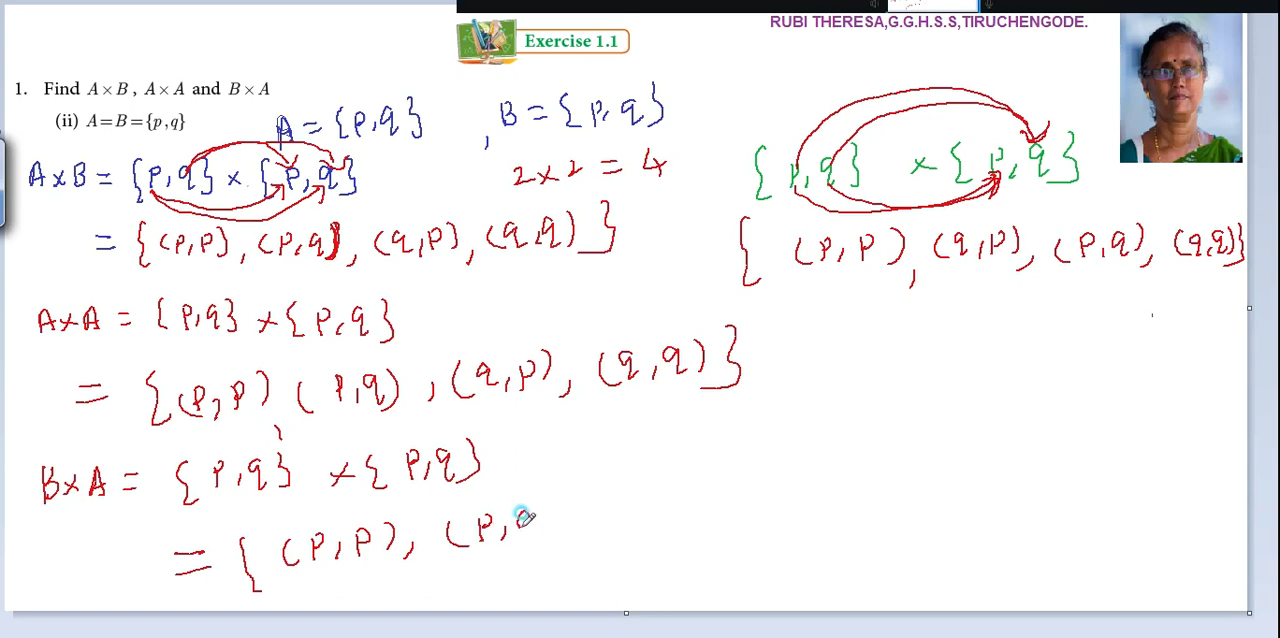 RUBI THERESA,G.G.H.S.S,TIRUCHENGODE.
Exercise 1.1
1. Find A×B, A×A and B×A
(ii) A=B={p,q}
A = {p,q} , B = {p,q}
A×B = {p,q} × {p,q}
2×2 = 4
= {(p,p), (p,q), (q,p), (q,q)}
{p,q} × {p,q}
{ (p,p), (q,p), (p,q), (q,q)}
A×A = {p,q} × {p,q}
= {(p,p) , (p,q), (q,p), (q,q)}
B×A = {p,q} × {p,q}
= { (p,p), (p,